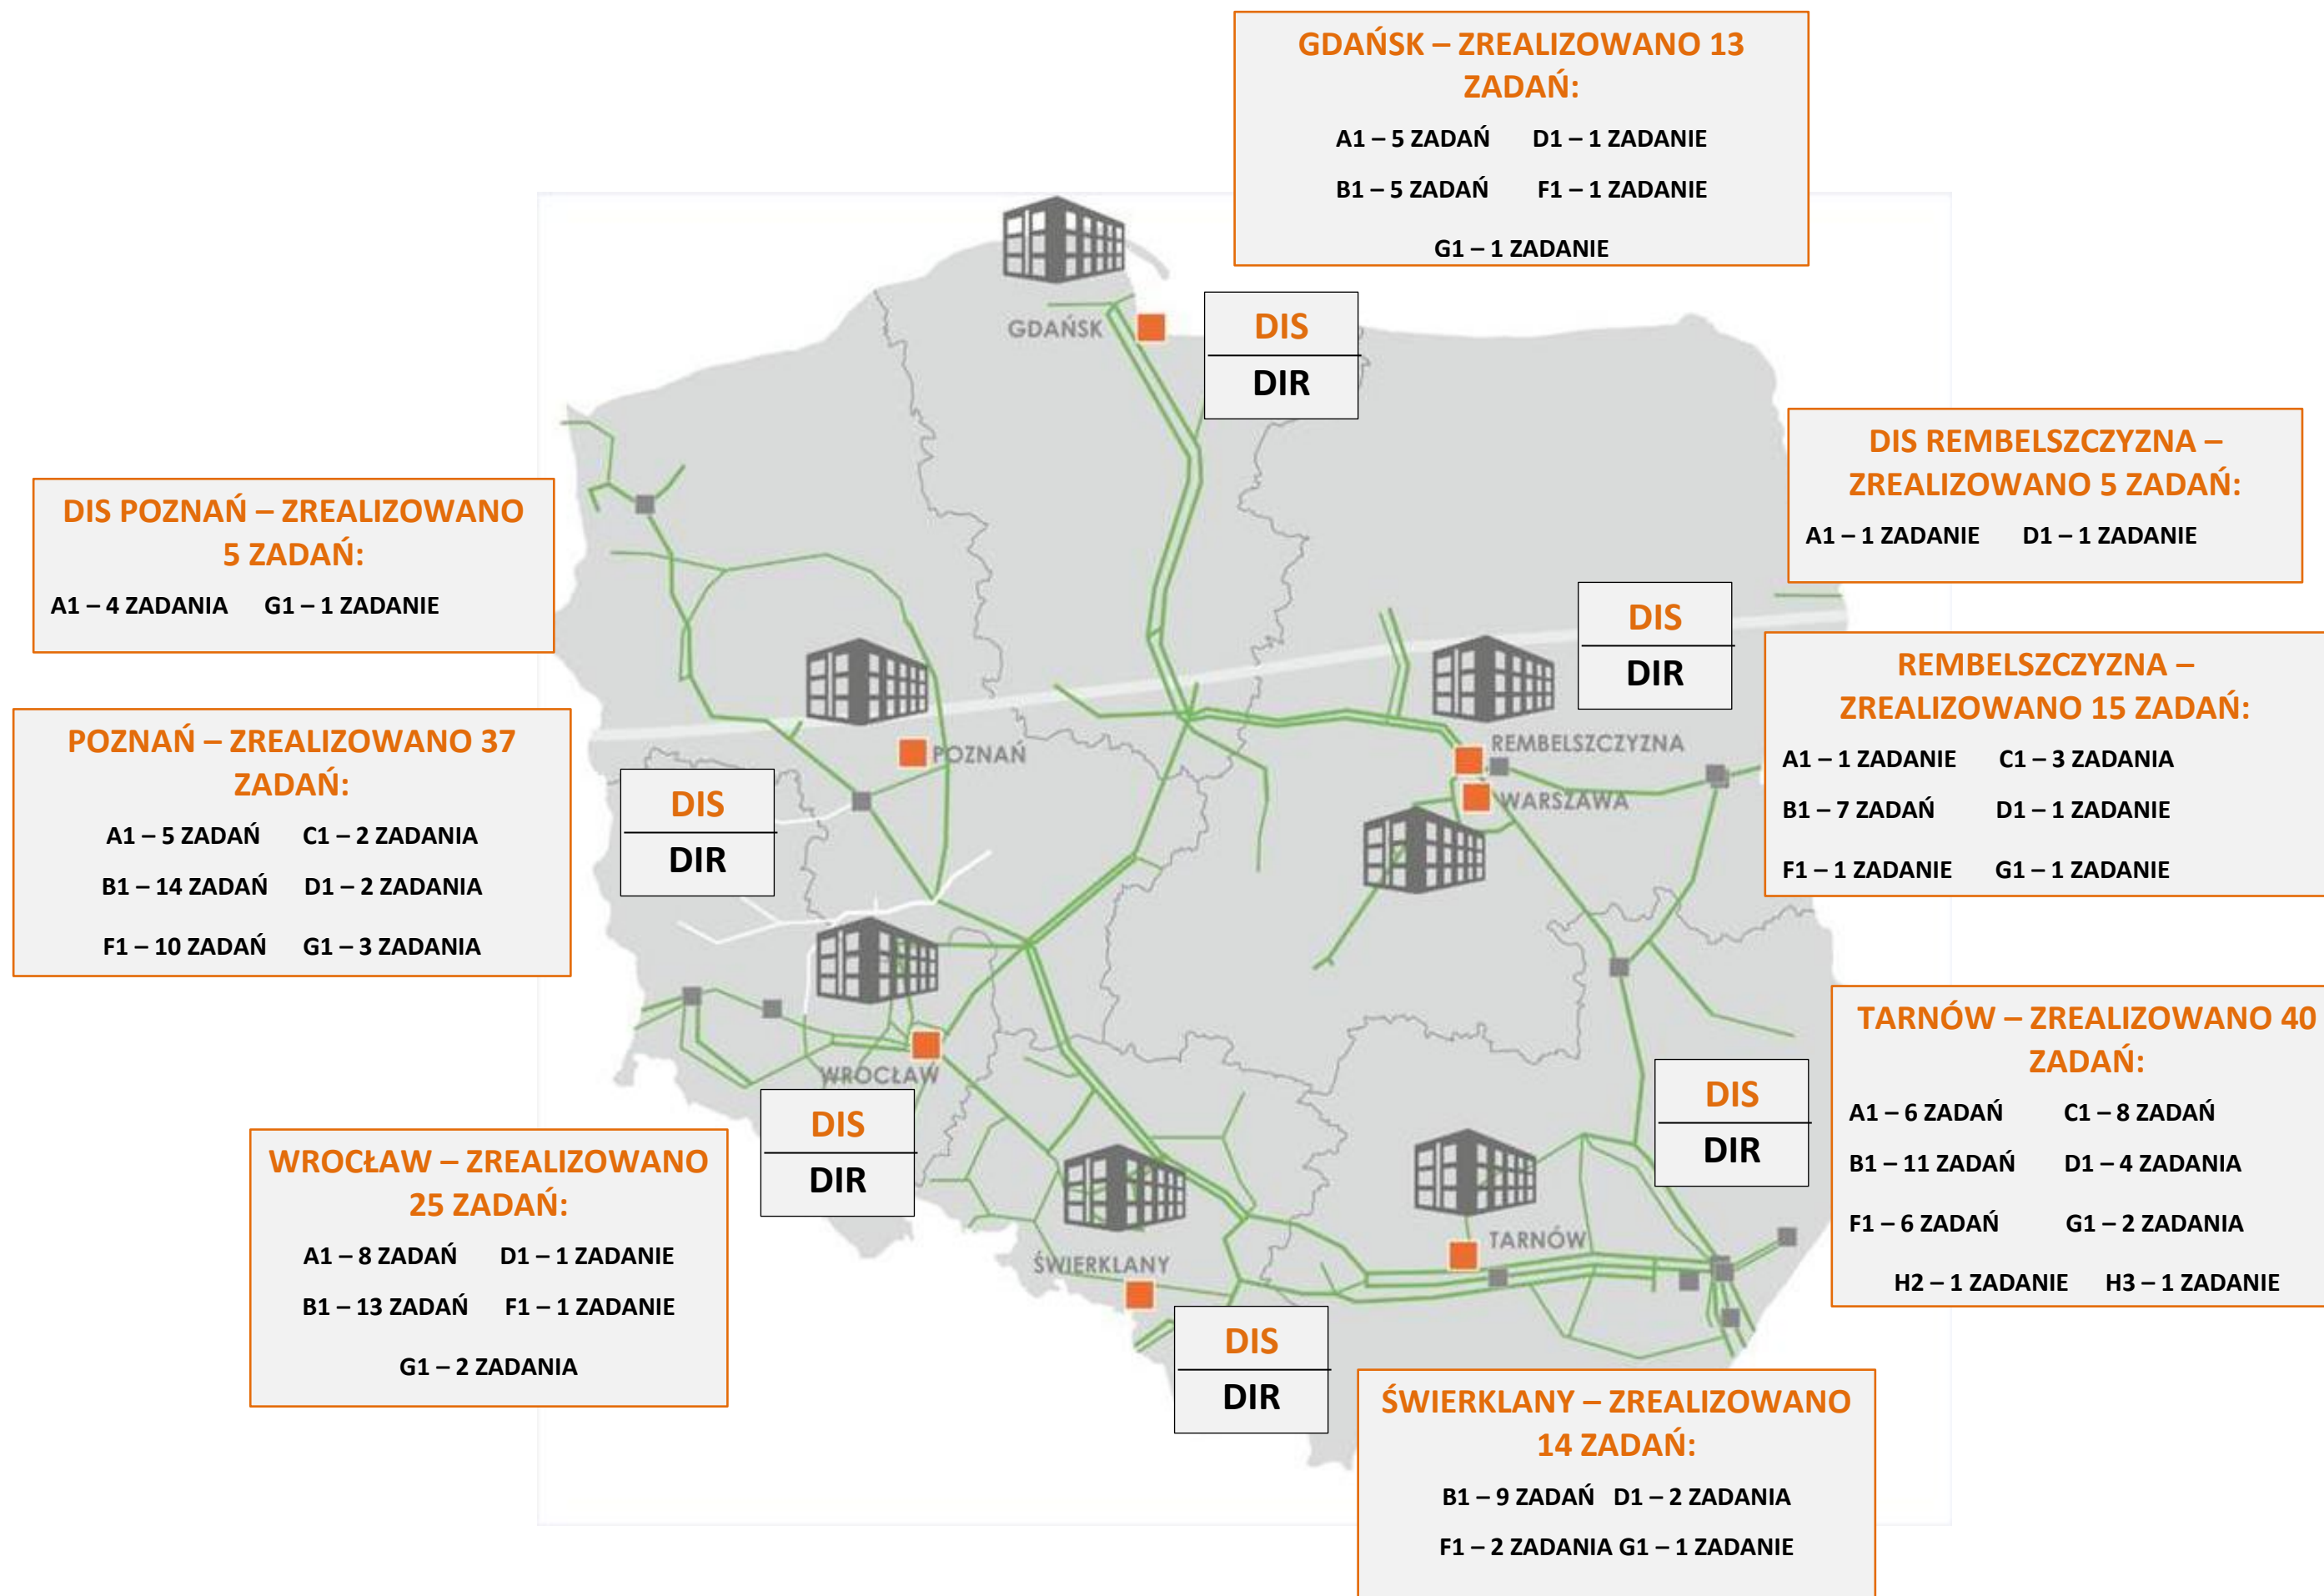 GDAŃSK – ZREALIZOWANO 13
ZADAŃ:
A1 – 5 ZADAŃ D1 – 1 ZADANIE
B1 – 5 ZADAŃ F1 – 1 ZADANIE
G1 – 1 ZADANIE
GDAŃSK
DIS
DIR
DIS REMBELSZCZYZNA –
ZREALIZOWANO 5 ZADAŃ:
A1 – 1 ZADANIE D1 – 1 ZADANIE
DIS POZNAŃ – ZREALIZOWANO
5 ZADAŃ:
A1 – 4 ZADANIA G1 – 1 ZADANIE
DIS
DIR
REMBELSZCZYZNA –
ZREALIZOWANO 15 ZADAŃ:
A1 – 1 ZADANIE C1 – 3 ZADANIA
B1 – 7 ZADAŃ D1 – 1 ZADANIE
F1 – 1 ZADANIE G1 – 1 ZADANIE
POZNAŃ – ZREALIZOWANO 37
ZADAŃ:
A1 – 5 ZADAŃ C1 – 2 ZADANIA
B1 – 14 ZADAŃ D1 – 2 ZADANIA
F1 – 10 ZADAŃ G1 – 3 ZADANIA
POZNAŃ
REMBELSZCZYZNA
WARSZAWA
DIS
DIR
TARNÓW – ZREALIZOWANO 40
ZADAŃ:
A1 – 6 ZADAŃ C1 – 8 ZADAŃ
B1 – 11 ZADAŃ D1 – 4 ZADANIA
F1 – 6 ZADAŃ G1 – 2 ZADANIA
H2 – 1 ZADANIE H3 – 1 ZADANIE
WROCŁAW
DIS
DIR
DIS
DIR
WROCŁAW – ZREALIZOWANO
25 ZADAŃ:
A1 – 8 ZADAŃ D1 – 1 ZADANIE
B1 – 13 ZADAŃ F1 – 1 ZADANIE
G1 – 2 ZADANIA
TARNÓW
ŚWIERKLANY
DIS
DIR
ŚWIERKLANY – ZREALIZOWANO
14 ZADAŃ:
B1 – 9 ZADAŃ D1 – 2 ZADANIA
F1 – 2 ZADANIA G1 – 1 ZADANIE